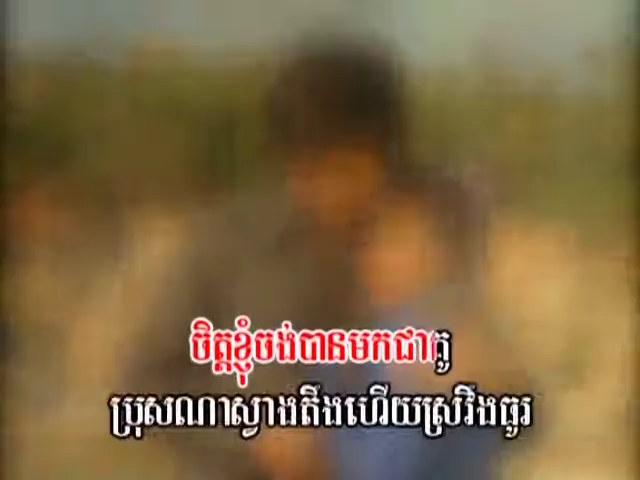 ចិត្តខ្ញុំចង់បានមកជាគូ
ប្រុសណាស្វាងតឹងហើយស្រវឹងធូរ